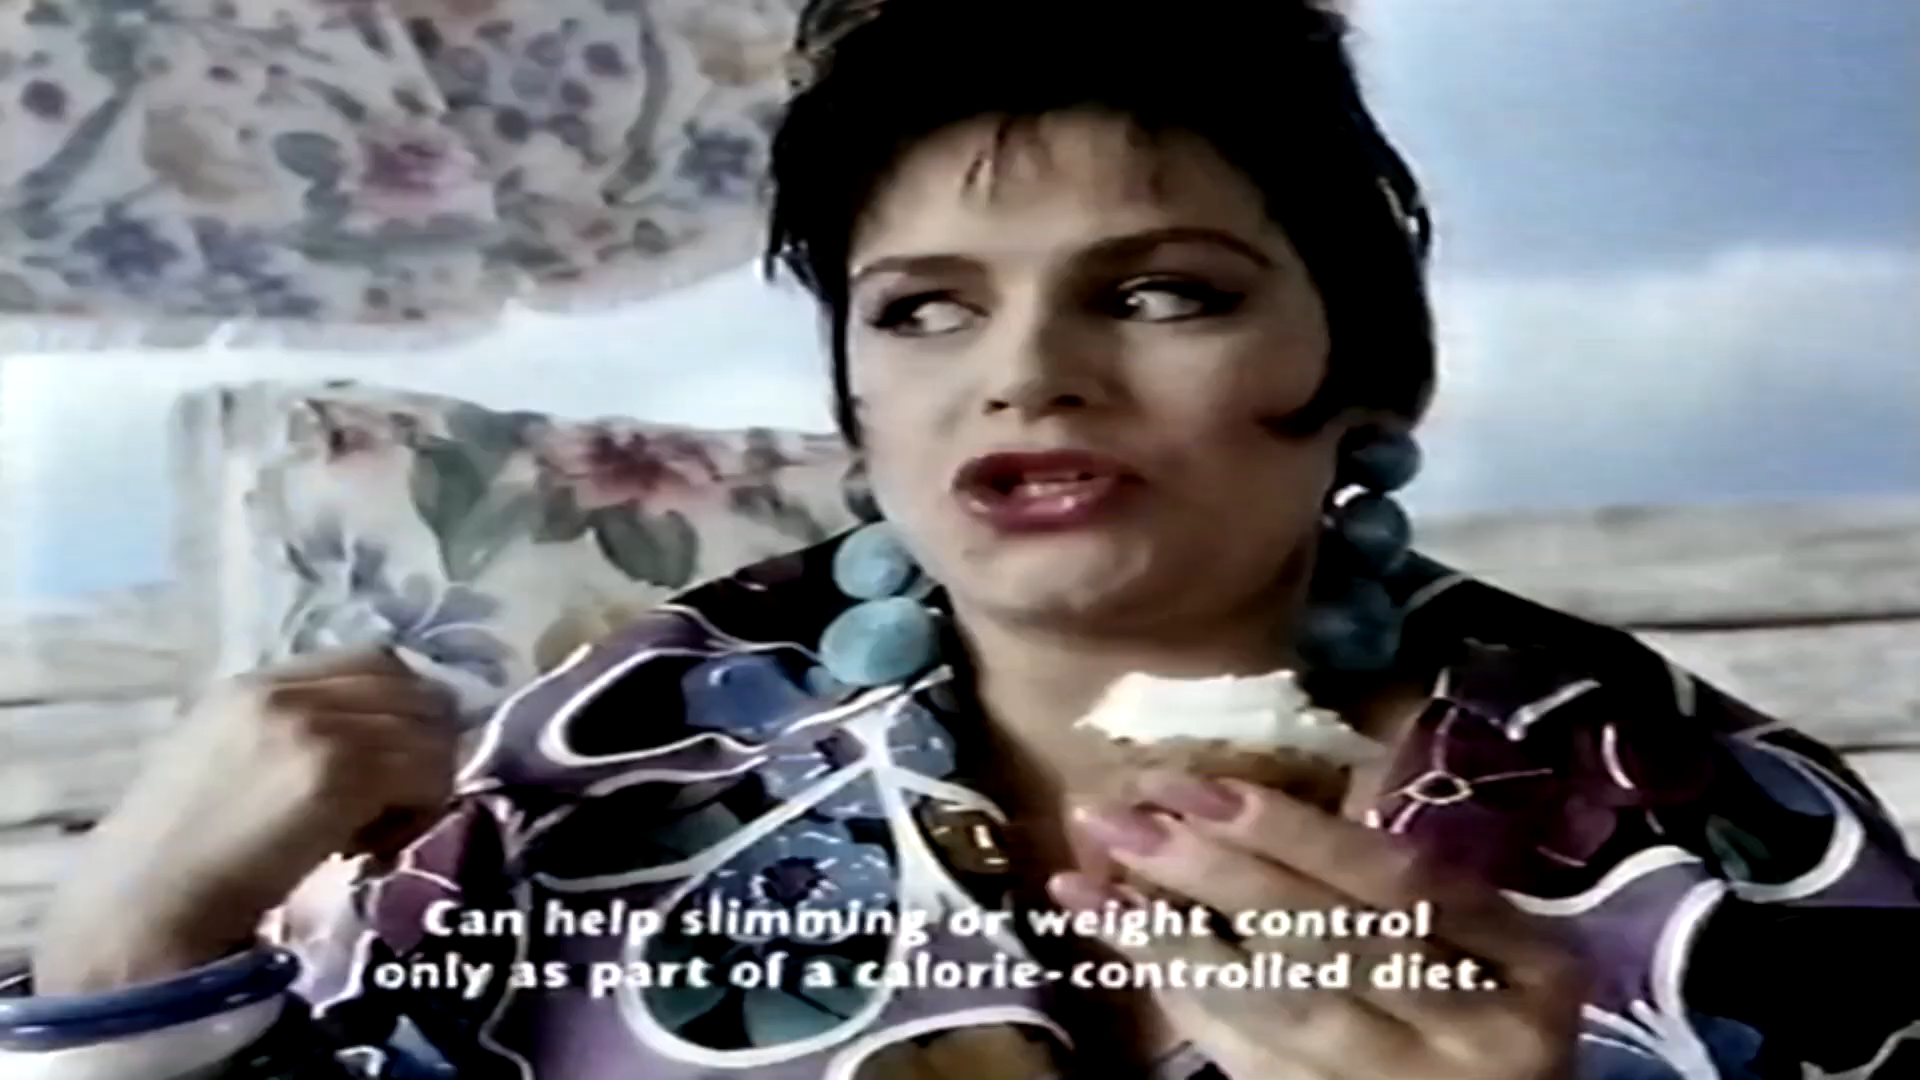 Can help slimming or weight control
only as part of a calorie-controlled diet.